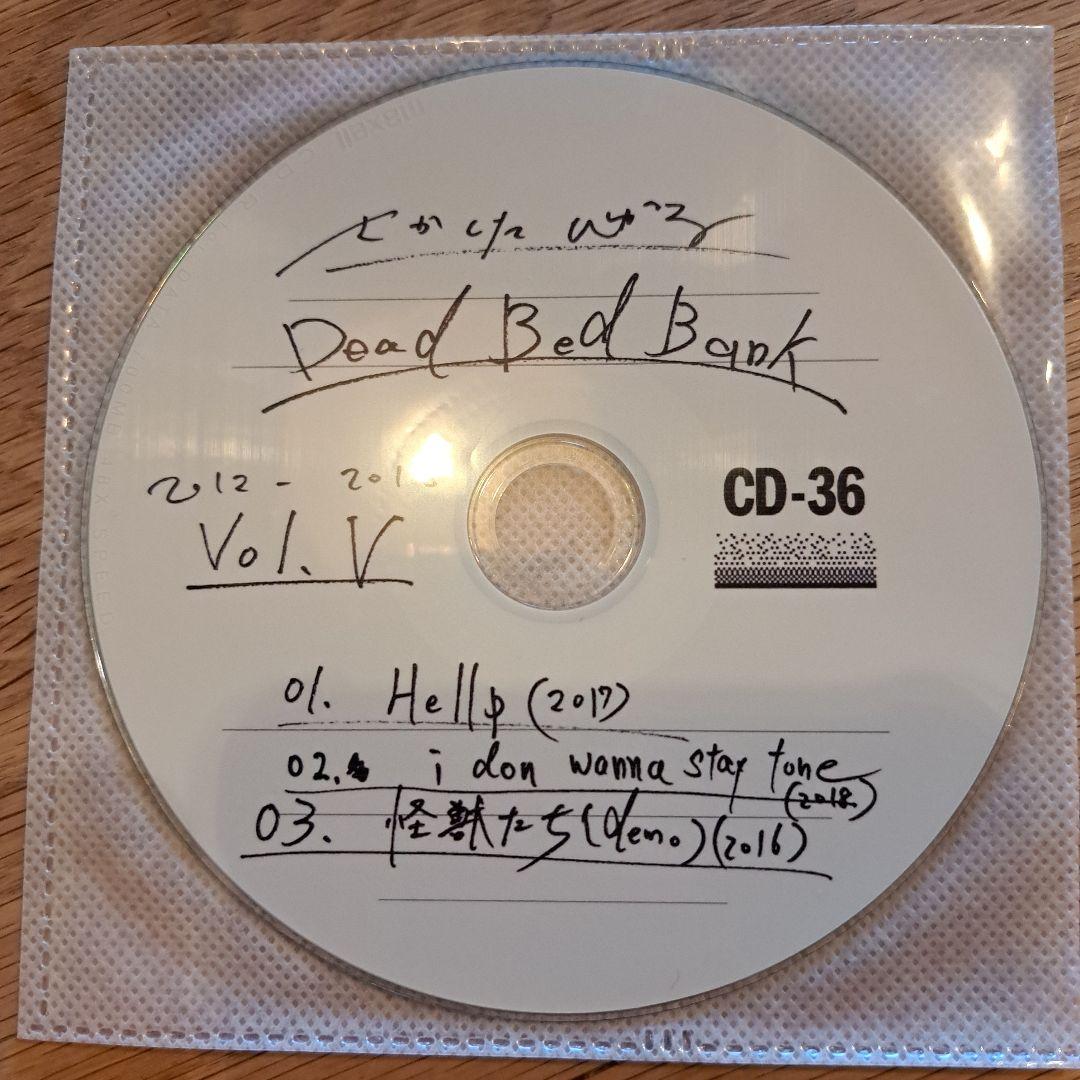 Dead Bed Bank
2012 -
Vol. V
CD-36
01. Hellp (2017)
02. i don wanna stay tone
(2018)
03. 怪獣たち (demo) (2016)